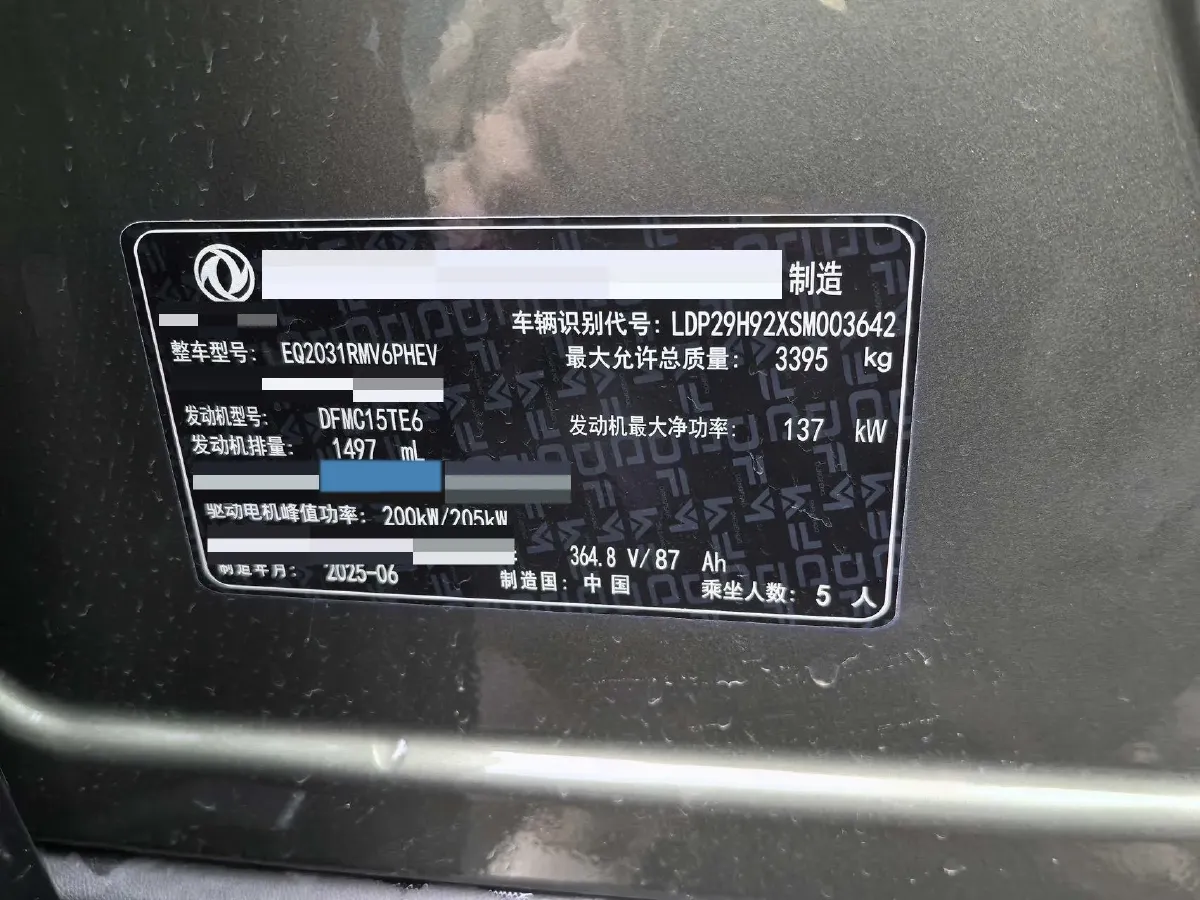 制造
车辆识别代号：LDP29H92XSM003642
整车型号： EQ2031RMV6PHEV
最大允许总质量： 3395 kg
发动机型号： DFMC15TE6
发动机最大净功率： 137 kW
发动机排量： 1497 mL
驱动电机峰值功率： 200kW/205kW
364.8 V/87 Ah
制造年月： 2025-06
制造国：中国
乘坐人数： 5 人